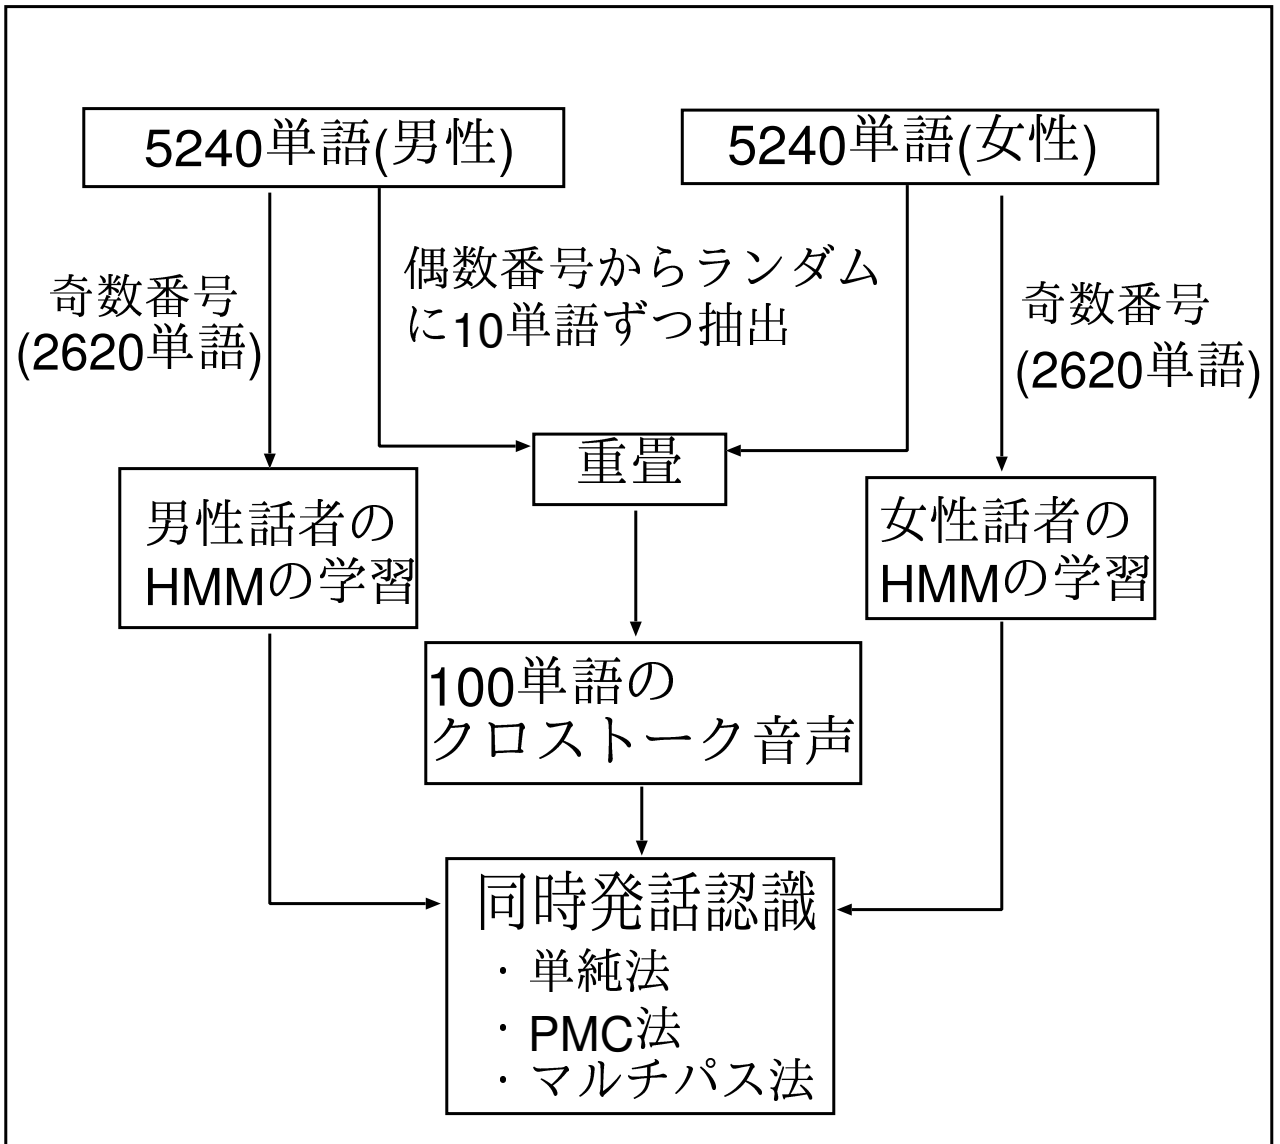 5240単語(男性)
5240単語(女性)
奇数番号
(2620単語)
偶数番号からランダム
に10単語ずつ抽出
奇数番号
(2620単語)
重畳
男性話者の
HMMの学習
女性話者の
HMMの学習
100単語の
クロストーク音声
同時発話認識
・単純法
・PMC法
・マルチパス法